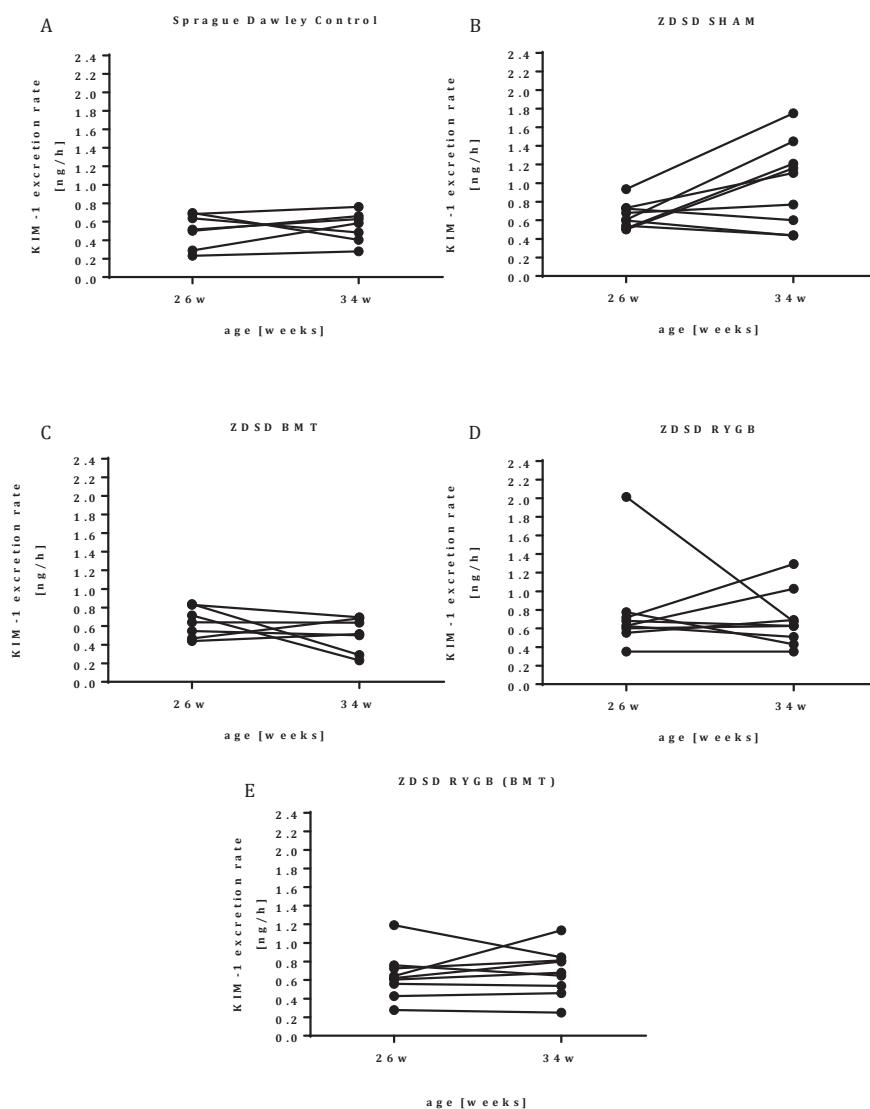 A
Sprague Dawley Control
KIM-1 excretion rate
[ng/h]
2.4
2.2
2.0
1.8
1.6
1.4
1.2
1.0
0.8
0.6
0.4
0.2
0.0
26w 34w
age [weeks]
B
ZDSD SHAM
KIM-1 excretion rate
[ng/h]
2.4
2.2
2.0
1.8
1.6
1.4
1.2
1.0
0.8
0.6
0.4
0.2
0.0
26w 34w
age [weeks]
C
ZDSD BMT
KIM-1 excretion rate
[ng/h]
2.4
2.2
2.0
1.8
1.6
1.4
1.2
1.0
0.8
0.6
0.4
0.2
0.0
26w 34w
age [weeks]
D
ZDSD RYGB
KIM-1 excretion rate
[ng/h]
2.4
2.2
2.0
1.8
1.6
1.4
1.2
1.0
0.8
0.6
0.4
0.2
0.0
26w 34w
age [weeks]
E
ZDSD RYGB (BMT)
KIM-1 excretion rate
[ng/h]
2.4
2.2
2.0
1.8
1.6
1.4
1.2
1.0
0.8
0.6
0.4
0.2
0.0
26w 34w
age [weeks]